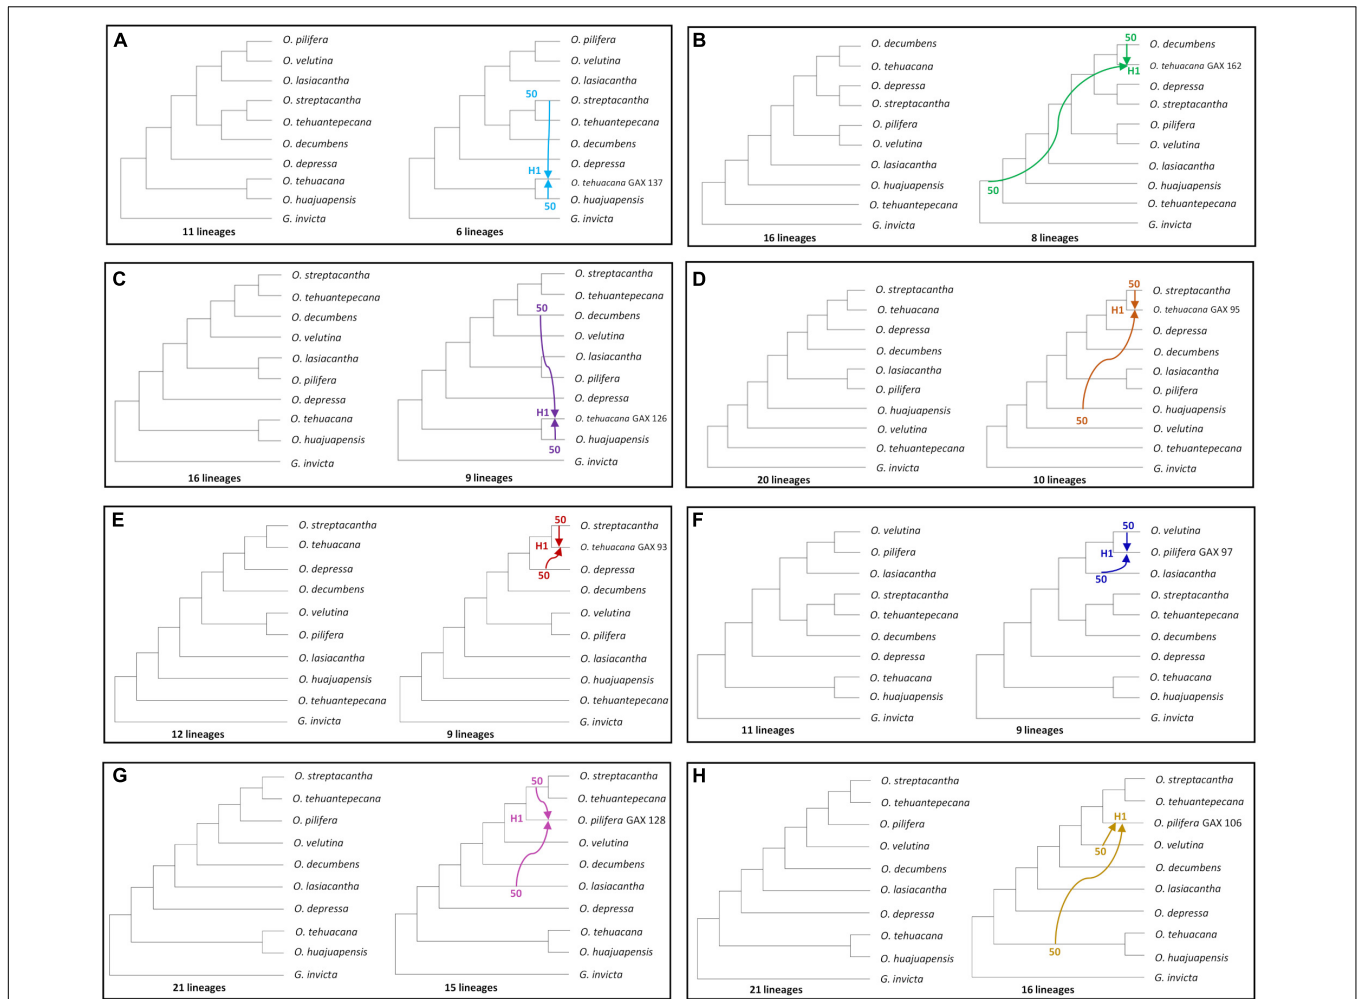 A
O. pilifera
O. velutina
O. lasiacantha
O. streptacantha
O. tehuantepecana
O. decumbens
O. depressa
O. tehuacana
O. huajuapensis
G. invicta
11 lineages
O. pilifera
O. velutina
O. lasiacantha
50
O. streptacantha
O. tehuantepecana
O. decumbens
O. depressa
H1
O. tehuacana GAX 137
O. huajuapensis
50
G. invicta
6 lineages
B
O. decumbens
O. tehuacana
O. depressa
O. streptacantha
O. pilifera
O. velutina
O. lasiacantha
O. huajuapensis
O. tehuantepecana
G. invicta
16 lineages
50
O. decumbens
H1
O. tehuacana GAX 162
O. depressa
O. streptacantha
O. pilifera
O. velutina
O. lasiacantha
50
O. huajuapensis
O. tehuantepecana
G. invicta
8 lineages
C
O. streptacantha
O. tehuantepecana
O. decumbens
O. velutina
O. lasiacantha
O. pilifera
O. depressa
O. tehuacana
O. huajuapensis
G. invicta
16 lineages
O. streptacantha
O. tehuantepecana
50
O. decumbens
O. velutina
O. lasiacantha
O. pilifera
O. depressa
H1
O. tehuacana GAX 126
O. huajuapensis
50
G. invicta
9 lineages
D
O. streptacantha
O. tehuacana
O. depressa
O. decumbens
O. lasiacantha
O. pilifera
O. huajuapensis
O. velutina
O. tehuantepecana
G. invicta
20 lineages
50
O. streptacantha
H1
O. tehuacana GAX 95
O. depressa
O. decumbens
O. lasiacantha
O. pilifera
O. huajuapensis
50
O. velutina
O. tehuantepecana
G. invicta
10 lineages
E
O. streptacantha
O. tehuacana
O. depressa
O. decumbens
O. velutina
O. pilifera
O. lasiacantha
O. huajuapensis
O. tehuantepecana
G. invicta
12 lineages
50
O. streptacantha
H1
O. tehuacana GAX 93
O. depressa
50
O. decumbens
O. velutina
O. pilifera
O. lasiacantha
O. huajuapensis
O. tehuantepecana
G. invicta
9 lineages
F
O. velutina
O. pilifera
O. lasiacantha
O. streptacantha
O. tehuantepecana
O. decumbens
O. depressa
O. tehuacana
O. huajuapensis
G. invicta
11 lineages
50
O. velutina
H1
O. pilifera GAX 97
O. lasiacantha
50
O. streptacantha
O. tehuantepecana
O. decumbens
O. depressa
O. tehuacana
O. huajuapensis
G. invicta
9 lineages
G
O. streptacantha
O. tehuantepecana
O. pilifera
O. velutina
O. decumbens
O. lasiacantha
O. depressa
O. tehuacana
O. huajuapensis
G. invicta
21 lineages
50
O. streptacantha
O. tehuantepecana
H1
O. pilifera GAX 128
O. velutina
O. decumbens
O. lasiacantha
50
O. depressa
O. tehuacana
O. huajuapensis
G. invicta
15 lineages
H
O. streptacantha
O. tehuantepecana
O. pilifera
O. velutina
O. decumbens
O. lasiacantha
O. depressa
O. tehuacana
O. huajuapensis
G. invicta
21 lineages
O. streptacantha
O. tehuantepecana
H1
O. pilifera GAX 106
O. velutina
50
O. decumbens
O. lasiacantha
O. depressa
O. tehuacana
50
O. huajuapensis
G. invicta
16 lineages